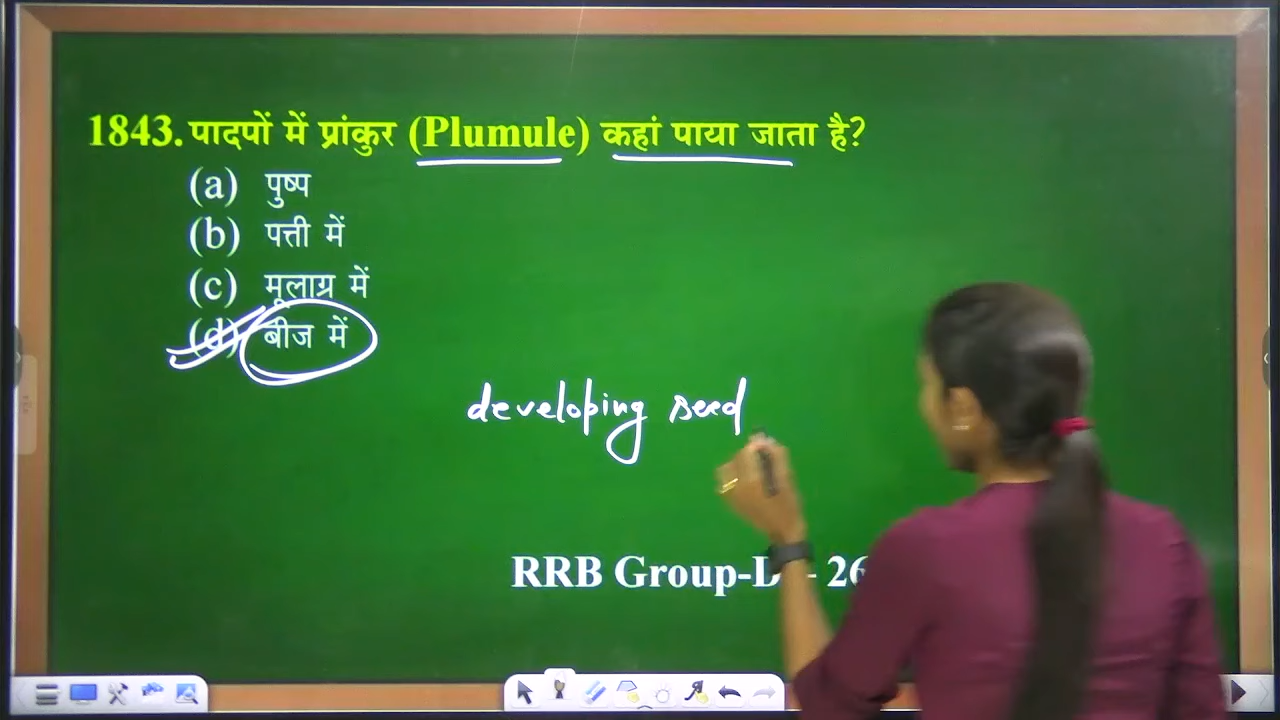 1843. पादपों में प्रांकुर (Plumule) कहां पाया जाता है?
(a) पुष्प
(b) पत्ती में
(c) मूलाग्र में
(d) बीज में
developing seed
RRB Group-D - 26